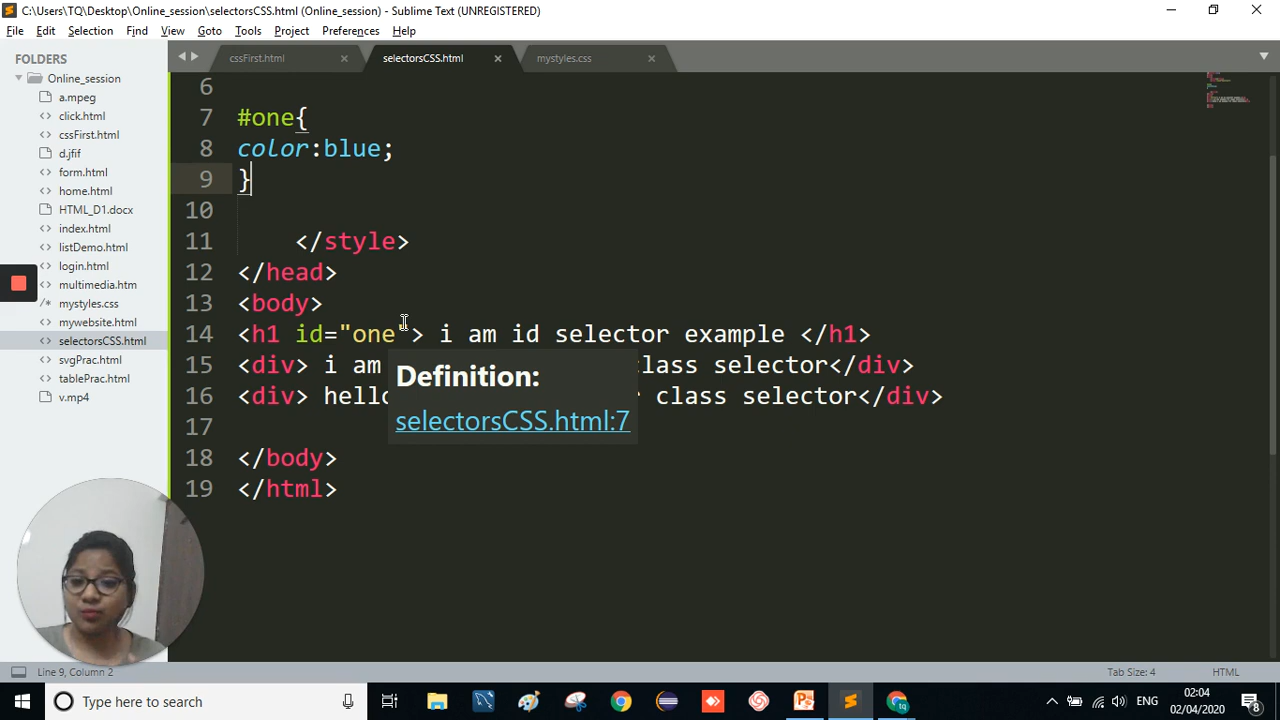 C:\Users\TQ\Desktop\Online_session\selectorsCSS.html (Online_session) - Sublime Text (UNREGISTERED)
File Edit Selection Find View Goto Tools Project Preferences Help
FOLDERS
Online_session
a.mpeg
click.html
cssFirst.html
d.jfif
form.html
home.html
HTML_D1.docx
index.html
listDemo.html
login.html
multimedia.htm
mystyles.css
mywebsite.html
selectorsCSS.html
svgPrac.html
tablePrac.html
v.mp4
cssFirst.html selectorsCSS.html mystyles.css
6
7 #one{
8 color:blue;
9 }
10
11 </style>
12 </head>
13 <body>
14 <h1 id="one"> i am id selector example </h1>
15 <div> i am class selector</div>
16 <div> hello class selector</div>
17
18 </body>
19 </html>
Definition:
selectorsCSS.html:7
Line 9, Column 2 Tab Size: 4 HTML
Type here to search
ENG
02:04
02/04/2020
8